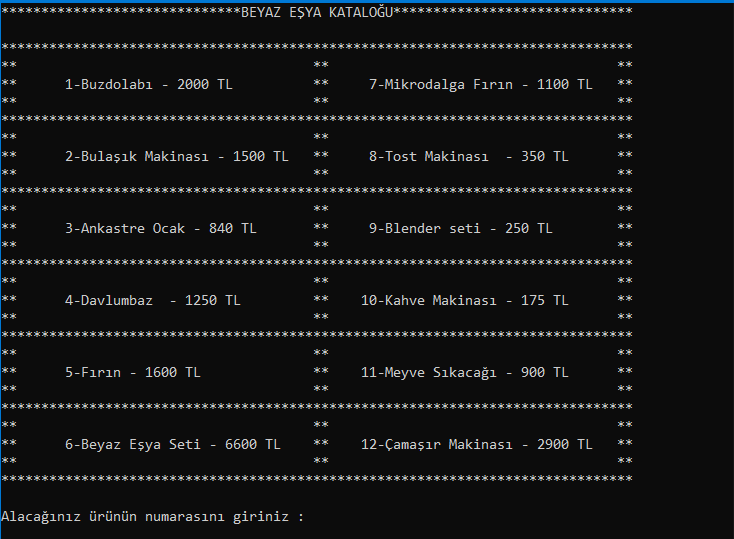 ******************************BEYAZ EŞYA KATALOĞU******************************
*******************************************************************************
**                                     **                                    **
**      1-Buzdolabı - 2000 TL          **     7-Mikrodalga Fırın - 1100 TL   **
**                                     **                                    **
*******************************************************************************
**                                     **                                    **
**      2-Bulaşık Makinası - 1500 TL   **     8-Tost Makinası  - 350 TL      **
**                                     **                                    **
*******************************************************************************
**                                     **                                    **
**      3-Ankastre Ocak - 840 TL       **     9-Blender seti - 250 TL        **
**                                     **                                    **
*******************************************************************************
**                                     **                                    **
**      4-Davlumbaz  - 1250 TL         **    10-Kahve Makinası - 175 TL      **
**                                     **                                    **
*******************************************************************************
**                                     **                                    **
**      5-Fırın - 1600 TL              **    11-Meyve Sıkacağı - 900 TL      **
**                                     **                                    **
*******************************************************************************
**                                     **                                    **
**      6-Beyaz Eşya Seti - 6600 TL    **    12-Çamaşır Makinası - 2900 TL   **
**                                     **                                    **
*******************************************************************************
Alacağınız ürünün numarasını giriniz :